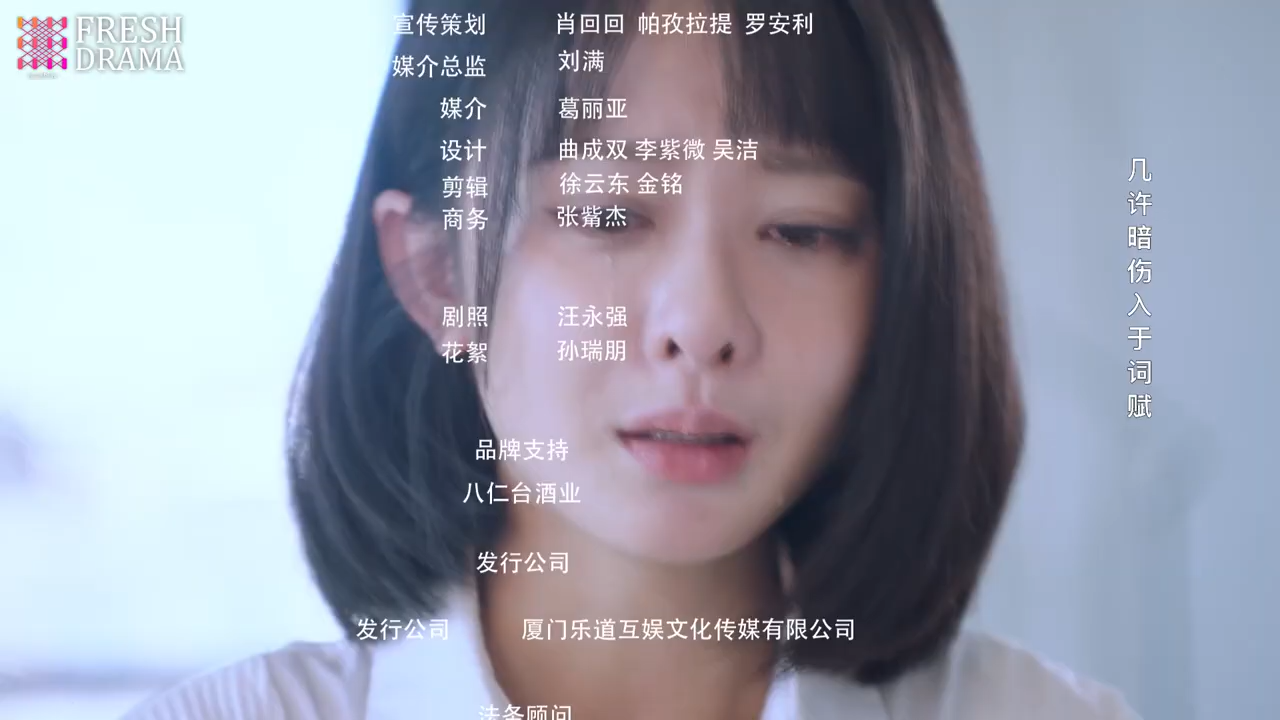 FRESH
DRAMA
宣传策划 肖回回 帕孜拉提 罗安利
媒介总监 刘满
媒介 葛丽亚
设计 曲成双 李紫微 吴洁
剪辑 徐云东 金铭
商务 张紫杰
剧照 汪永强
花絮 孙瑞朋
品牌支持
八仁台酒业
发行公司
发行公司 厦门乐道互娱文化传媒有限公司
法务顾问
几许暗伤入于词赋